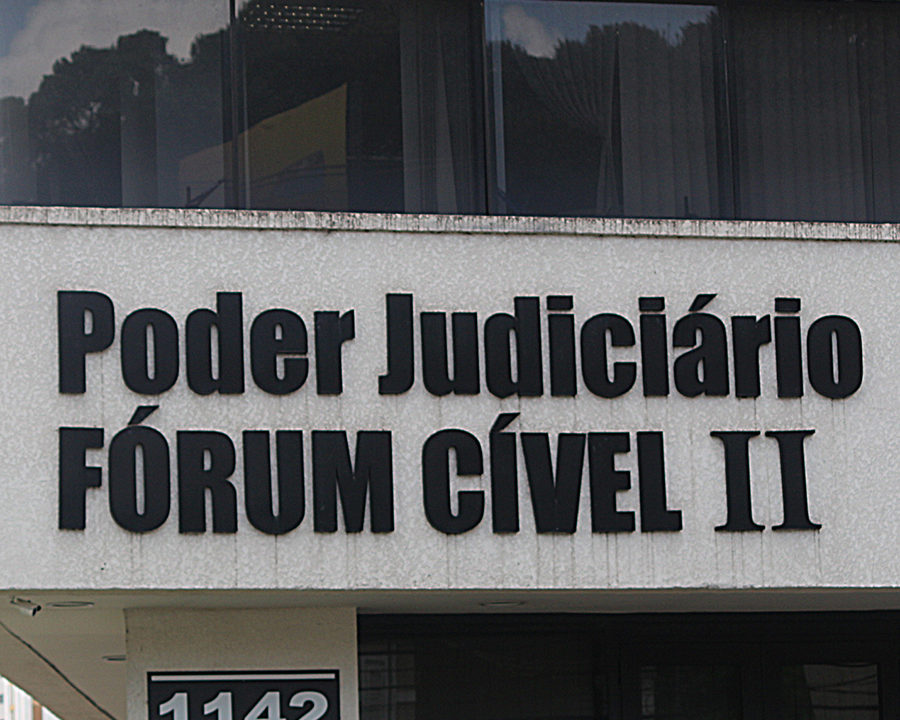 Poder Judiciário
FÓRUM CÍVEL II
1142